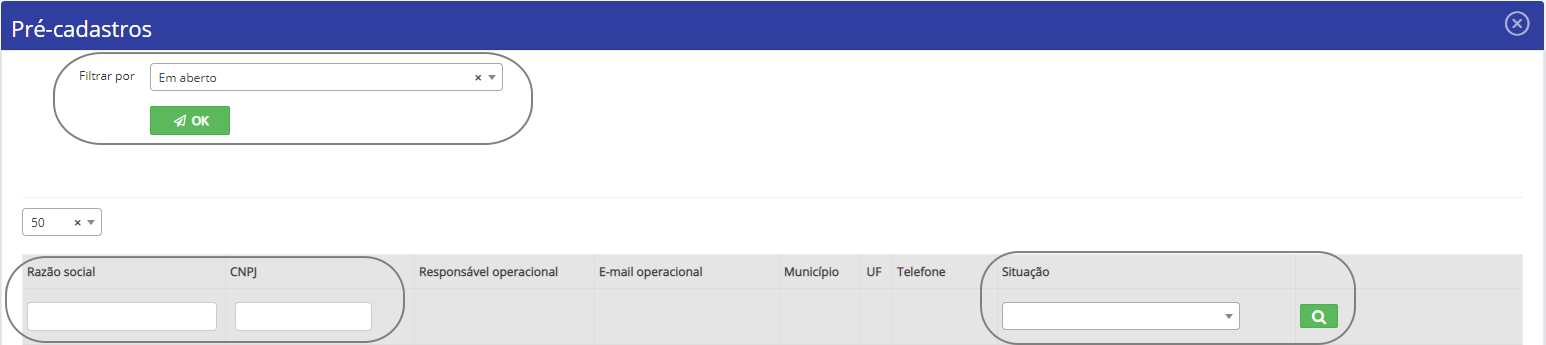 Pré-cadastros
Filtrar por Em aberto × 
OK
50 ×
Razão social CNPJ Responsável operacional E-mail operacional Município UF Telefone Situação